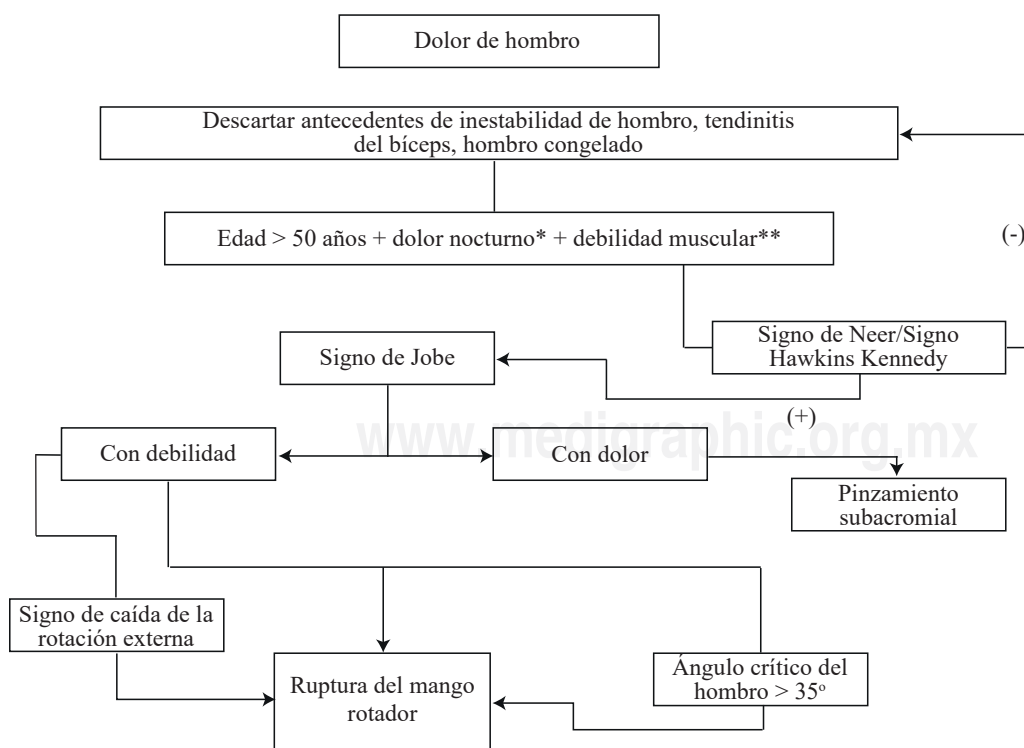 Dolor de hombro
Descartar antecedentes de inestabilidad de hombro, tendinitis
del bíceps, hombro congelado
Edad > 50 años + dolor nocturno* + debilidad muscular**
(-)
Signo de Neer/Signo
Hawkins Kennedy
Signo de Jobe
(+)
www.medigraphic.org.mx
Con debilidad
Con dolor
Pinzamiento
subacromial
Signo de caída de la
rotación externa
Ruptura del mango
rotador
Ángulo crítico del
hombro > 35º